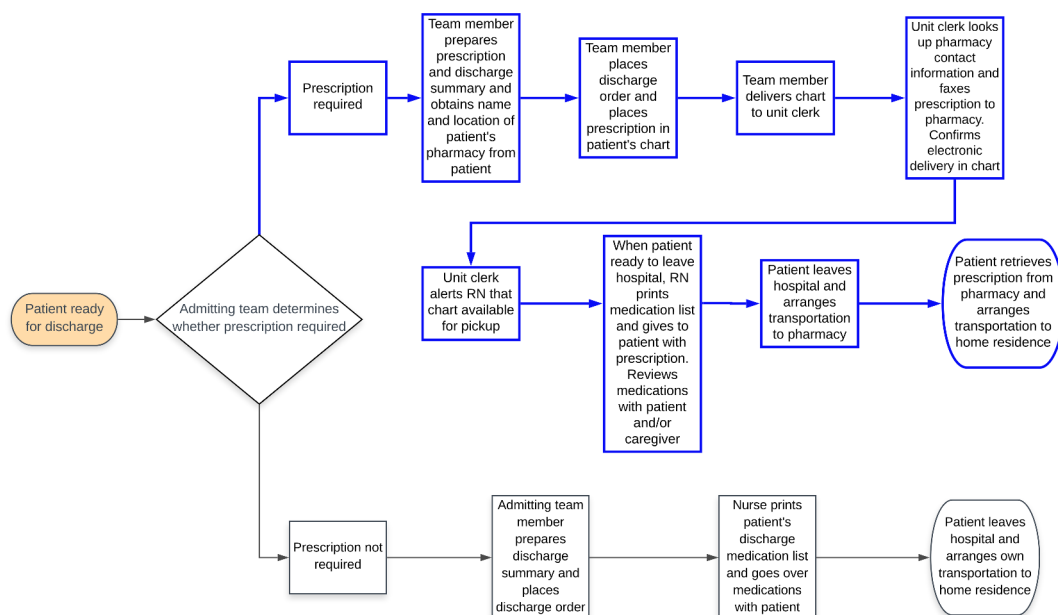 Patient ready
for discharge
Admitting team determines
whether prescription required
Prescription
required
Team member
prepares
prescription
and discharge
summary and
obtains name
and location of
patient's
pharmacy from
patient
Team member
places
discharge
order and
places
prescription in
patient's chart
Team member
delivers chart
to unit clerk
Unit clerk looks
up pharmacy
contact
information and
faxes
prescription to
pharmacy.
Confirms
electronic
delivery in chart
Unit clerk
alerts RN that
chart available
for pickup
When patient
ready to leave
hospital, RN
prints
medication list
and gives to
patient with
prescription.
Reviews
medications
with patient
and/or
caregiver
Patient leaves
hospital and
arranges
transportation
to pharmacy
Patient retrieves
prescription from
pharmacy and
arranges
transportation to
home residence
Prescription not
required
Admitting team
member
prepares
discharge
summary and
places
discharge order
Nurse prints
patient's
discharge
medication list
and goes over
medications
with patient
Patient leaves
hospital and
arranges own
transportation to
home residence